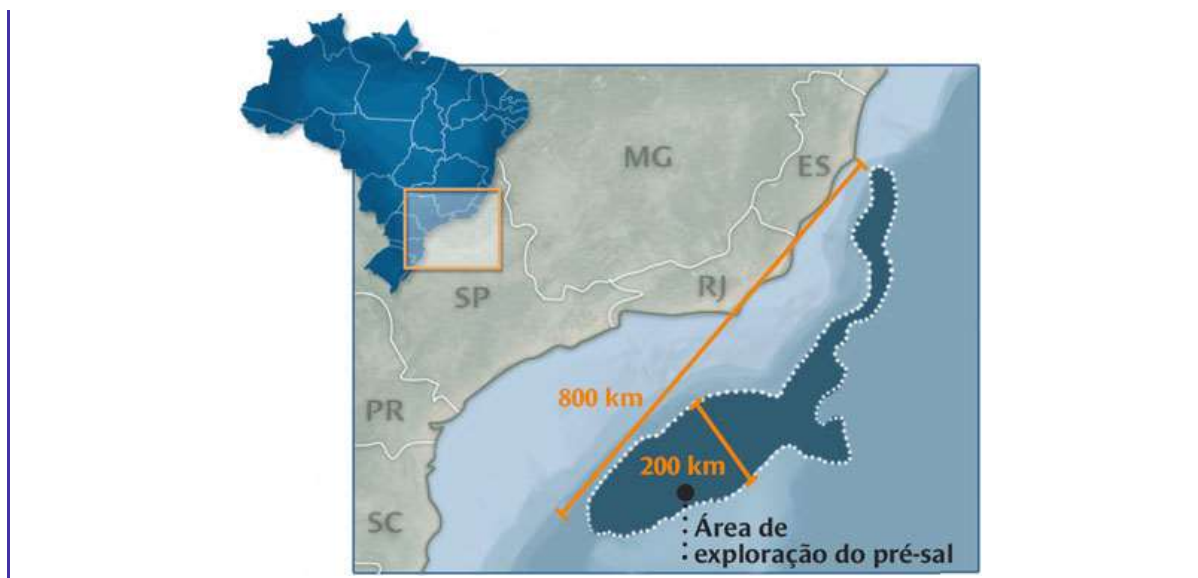 MG
ES
SP
RJ
800 km
PR
200 km
SC
Área de
exploração do pré-sal